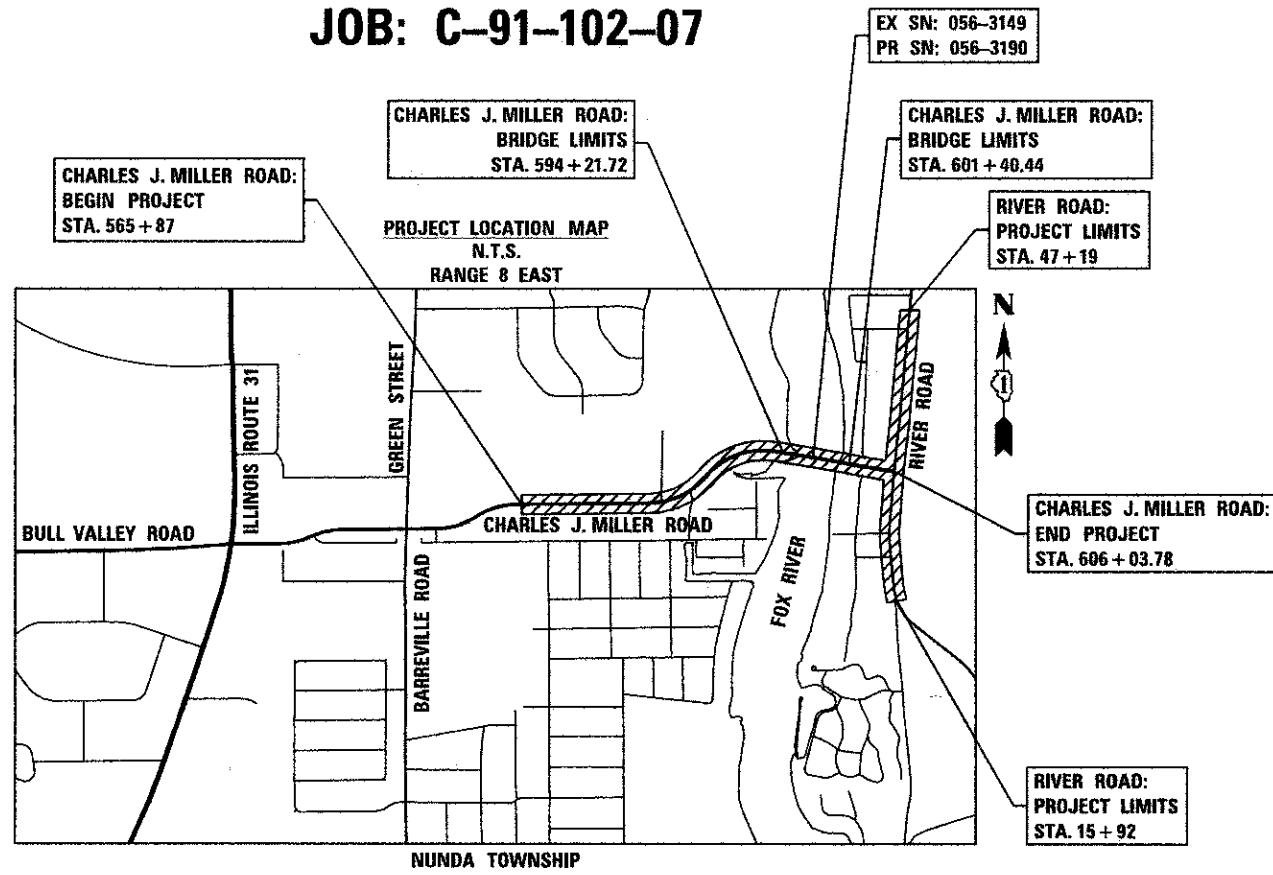 JOB: C–91–102–07
EX SN: 056–3149
PR SN: 056–3190
CHARLES J. MILLER ROAD:
BRIDGE LIMITS
STA. 594+21.72
CHARLES J. MILLER ROAD:
BRIDGE LIMITS
STA. 601+40.44
CHARLES J. MILLER ROAD:
BEGIN PROJECT
STA. 565+87
RIVER ROAD:
PROJECT LIMITS
STA. 47+19
PROJECT LOCATION MAP
N.T.S.
RANGE 8 EAST
N
1
ILLINOIS ROUTE 31
GREEN STREET
RIVER ROAD
BULL VALLEY ROAD
CHARLES J. MILLER ROAD
CHARLES J. MILLER ROAD:
END PROJECT
STA. 606+03.78
BARREVILLE ROAD
FOX RIVER
RIVER ROAD:
PROJECT LIMITS
STA. 15+92
NUNDA TOWNSHIP